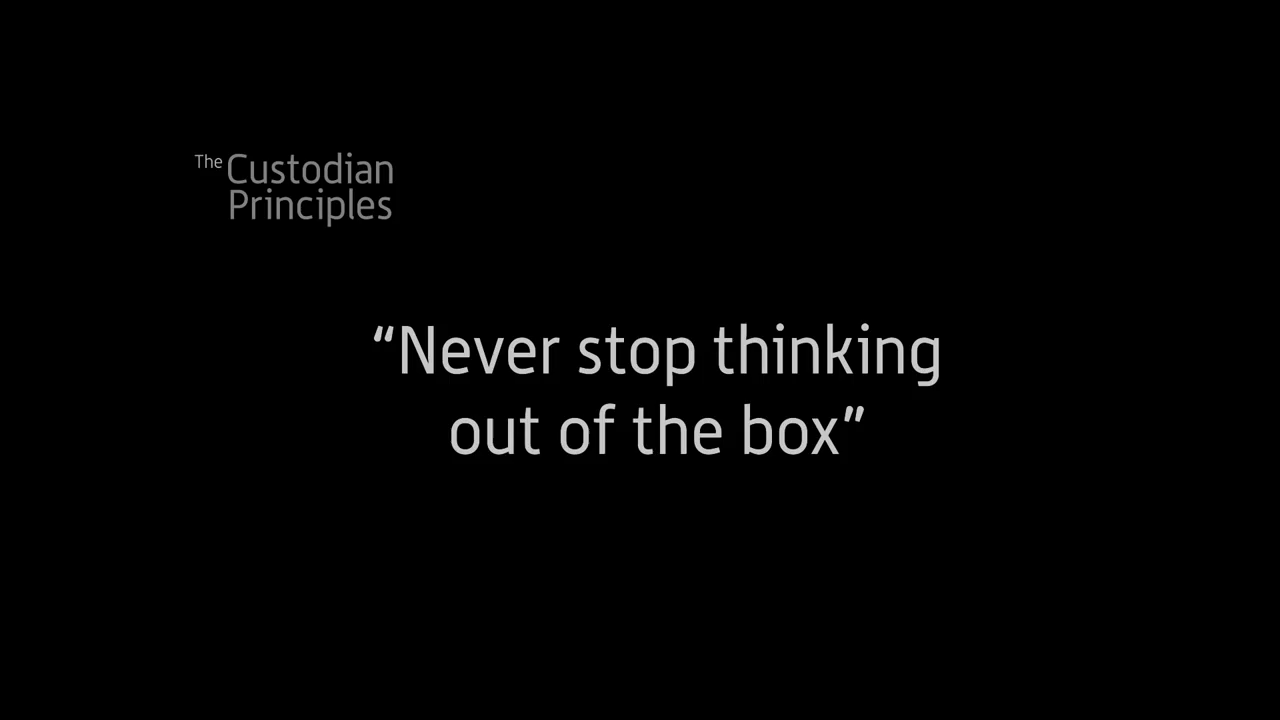 The Custodian
Principles
“Never stop thinking
out of the box”